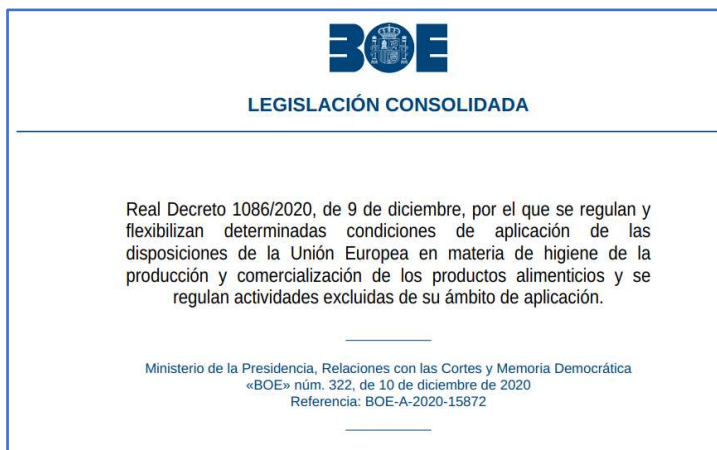 BOE
LEGISLACIÓN CONSOLIDADA
Real Decreto 1086/2020, de 9 de diciembre, por el que se regulan y
flexibilizan determinadas condiciones de aplicación de las
disposiciones de la Unión Europea en materia de higiene de la
producción y comercialización de los productos alimenticios y se
regulan actividades excluidas de su ámbito de aplicación.
Ministerio de la Presidencia, Relaciones con las Cortes y Memoria Democrática
«BOE» núm. 322, de 10 de diciembre de 2020
Referencia: BOE-A-2020-15872